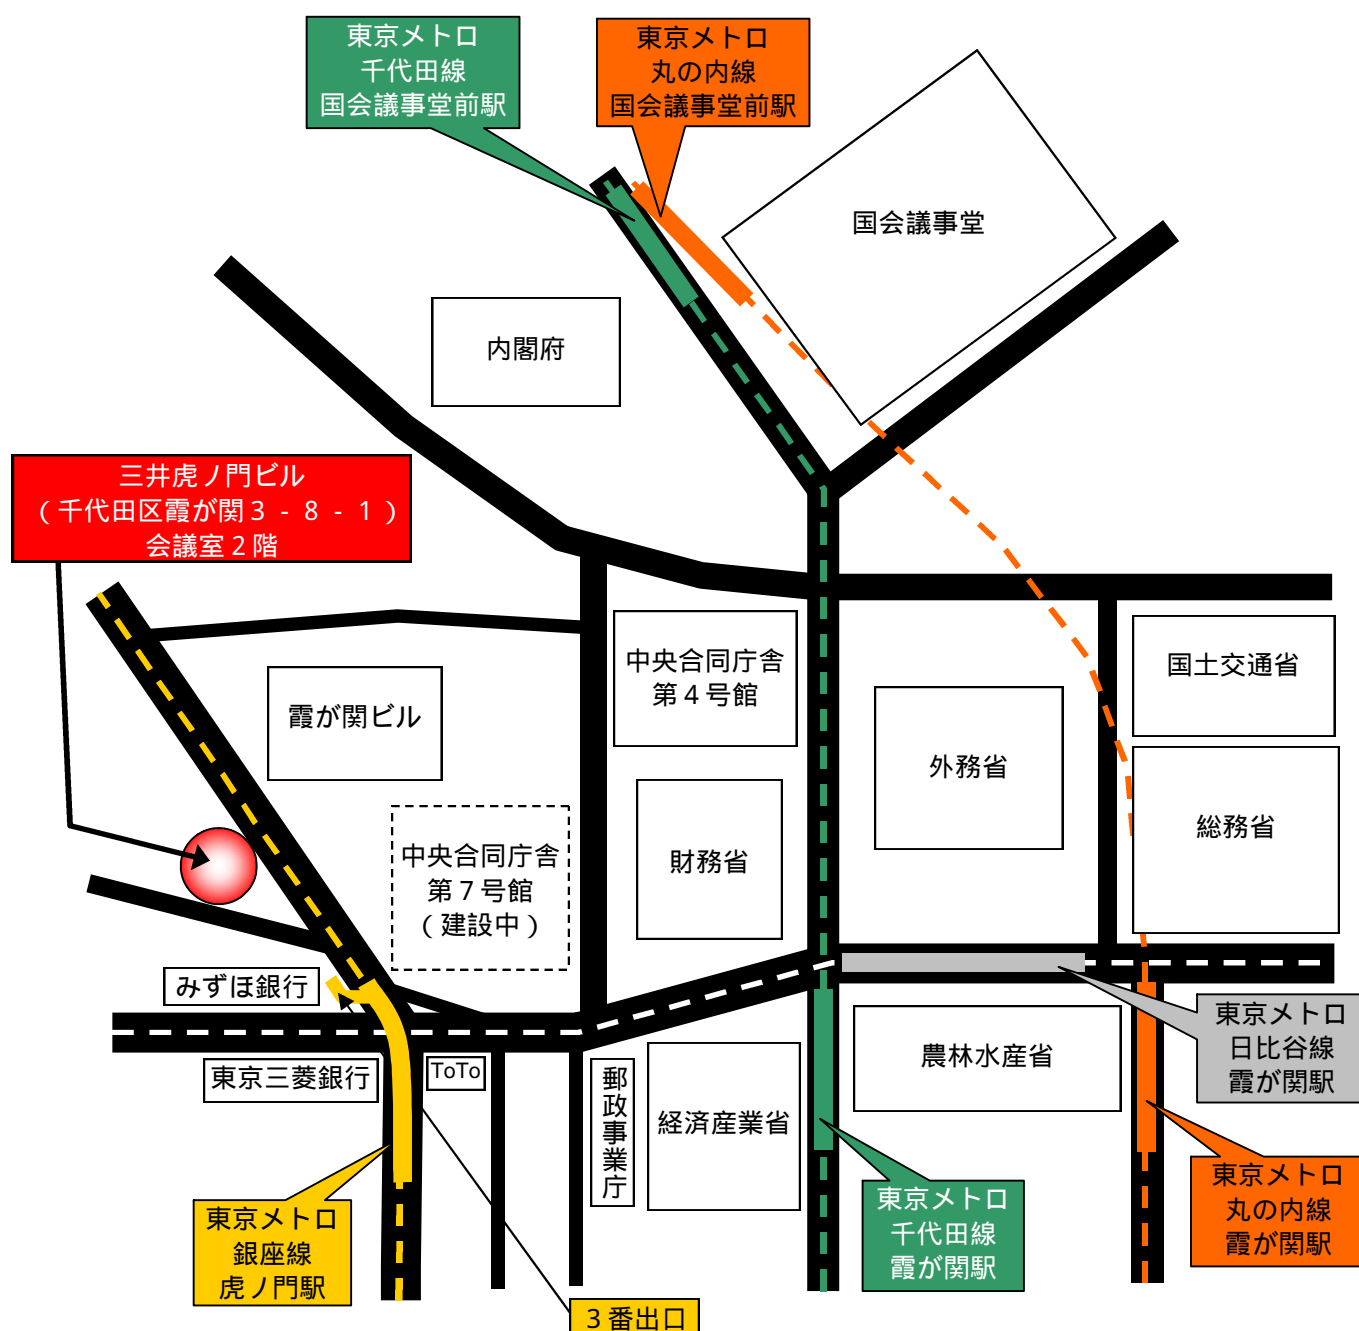 東京メトロ
千代田線
国会議事堂前駅
東京メトロ
丸の内線
国会議事堂前駅
国会議事堂
内閣府
三井虎ノ門ビル
（千代田区霞が関３‐８‐１）
会議室２階
中央合同庁舎
第４号館
国土交通省
霞が関ビル
外務省
総務省
中央合同庁舎
第７号館
（建設中）
財務省
みずほ銀行
東京三菱銀行
ToTo
郵政事業庁
経済産業省
農林水産省
東京メトロ
日比谷線
霞が関駅
東京メトロ
銀座線
虎ノ門駅
東京メトロ
千代田線
霞が関駅
東京メトロ
丸の内線
霞が関駅
３番出口